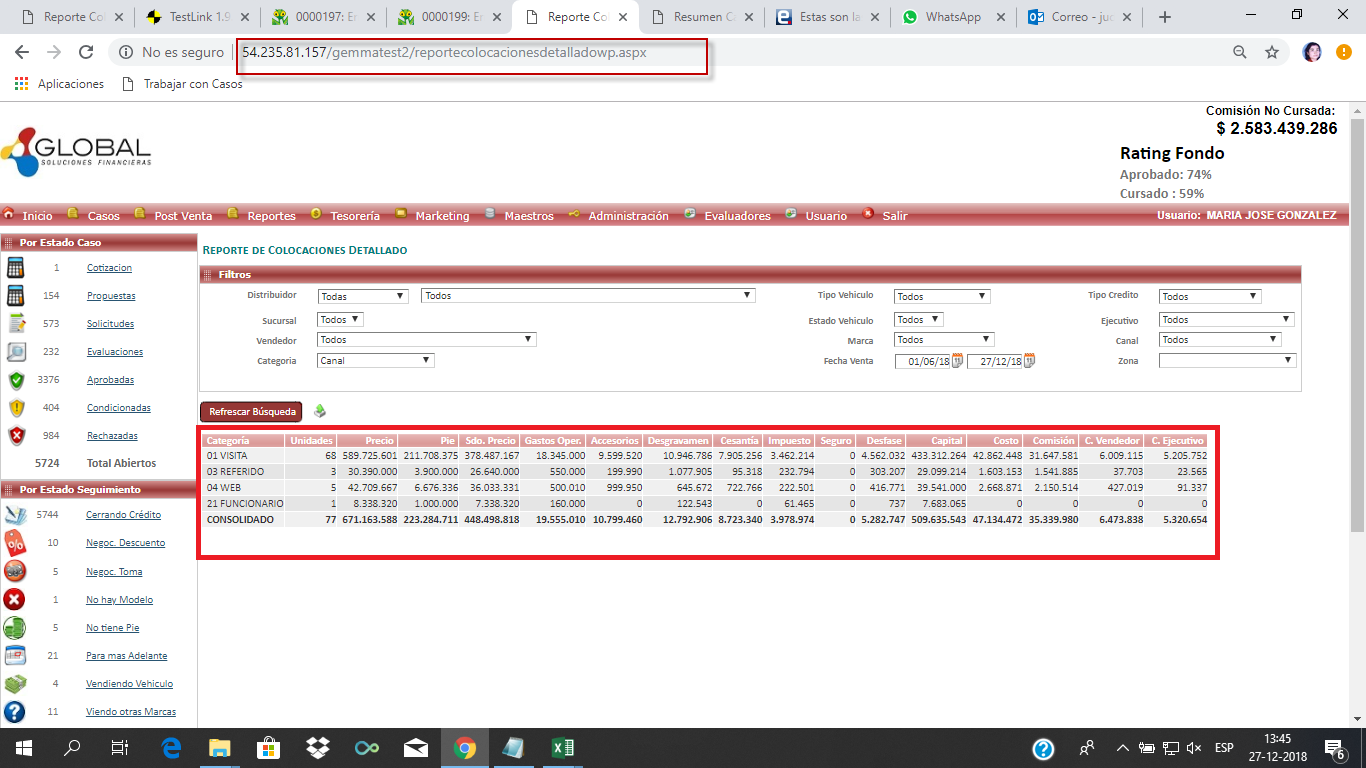 Reporte Col
TestLink 1.9
0000197: Er
0000199: Er
Reporte Col
Resumen C
Estas son la
WhatsApp
Correo - juc
No es seguro
54.235.81.157/gemmatest2/reportecolocacionesdetalladowp.aspx
Aplicaciones
Trabajar con Casos
Comisión No Cursada:
$ 2.583.439.286
GLOBAL
SOLUCIONES FINANCIERAS
Rating Fondo
Aprobado: 74%
Cursado : 59%
Inicio Casos Post Venta Reportes Tesorería Marketing Maestros Administración Evaluadores Usuario Salir Usuario: MARIA JOSE GONZALEZ
Por Estado Caso
1 Cotizacion
154 Propuestas
573 Solicitudes
232 Evaluaciones
3376 Aprobadas
404 Condicionadas
984 Rechazadas
5724 Total Abiertos
Por Estado Seguimiento
5744 Cerrando Crédito
10 Negoc. Descuento
5 Negoc. Toma
1 No hay Modelo
5 No tiene Pie
21 Para mas Adelante
4 Vendiendo Vehiculo
11 Viendo otras Marcas
REPORTE DE COLOCACIONES DETALLADO
Filtros
Distribuidor Todas Todos Tipo Vehiculo Todos Tipo Credito Todos
Sucursal Todos Estado Vehiculo Todos Ejecutivo Todos
Vendedor Todos Marca Todos Canal Todos
Categoria Canal Fecha Venta 01/06/18 27/12/18 Zona
Refrescar Búsqueda
Categoría Unidades Precio Pie Sdo. Precio Gastos Oper. Accesorios Desgravamen Cesantía Impuesto Seguro Desfase Capital Costo Comisión C. Vendedor C. Ejecutivo
01 VISITA 68 589.725.601 211.708.375 378.487.167 18.345.000 9.599.520 10.946.786 7.905.256 3.462.214 0 4.562.032 433.312.264 42.862.448 31.647.581 6.009.115 5.205.752
03 REFERIDO 3 30.390.000 3.900.000 26.640.000 550.000 199.990 1.077.905 95.318 232.794 0 303.207 29.099.214 1.603.153 1.541.885 37.703 23.565
04 WEB 5 42.709.667 6.676.336 36.033.331 500.010 999.950 645.672 722.766 222.501 0 416.771 39.541.000 2.668.871 2.150.514 427.019 91.337
21 FUNCIONARIO 1 8.338.320 1.000.000 7.338.320 160.000 0 122.543 0 61.465 0 737 7.683.065 0 0 0 0
CONSOLIDADO 77 671.163.588 223.284.711 448.498.818 19.555.010 10.799.460 12.792.906 8.723.340 3.978.974 0 5.282.747 509.635.543 47.134.472 35.339.980 6.473.838 5.320.654
ESP
13:45
27-12-2018
6